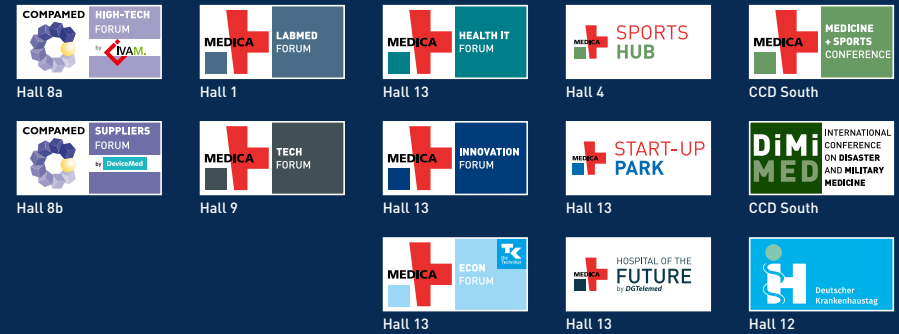 COMPAMED
HIGH-TECH
FORUM
by IVAM.
Hall 8a
MEDICA
LABMED
FORUM
Hall 1
MEDICA
HEALTH IT
FORUM
Hall 13
MEDICA
SPORTS
HUB
Hall 4
MEDICA
MEDICINE
+ SPORTS
CONFERENCE
CCD South
COMPAMED
SUPPLIERS
FORUM
by DeviceMed
Hall 8b
MEDICA
TECH
FORUM
Hall 9
MEDICA
INNOVATION
FORUM
Hall 13
MEDICA
START-UP
PARK
Hall 13
DiMi
MED
INTERNATIONAL
CONFERENCE
ON DISASTER
AND MILITARY
MEDICINE
CCD South
MEDICA
ECON
FORUM
TK
Die
Techniker
Hall 13
MEDICA
HOSPITAL OF THE
FUTURE
by DGTelemed
Hall 13
Deutscher
Krankenhaustag
Hall 12